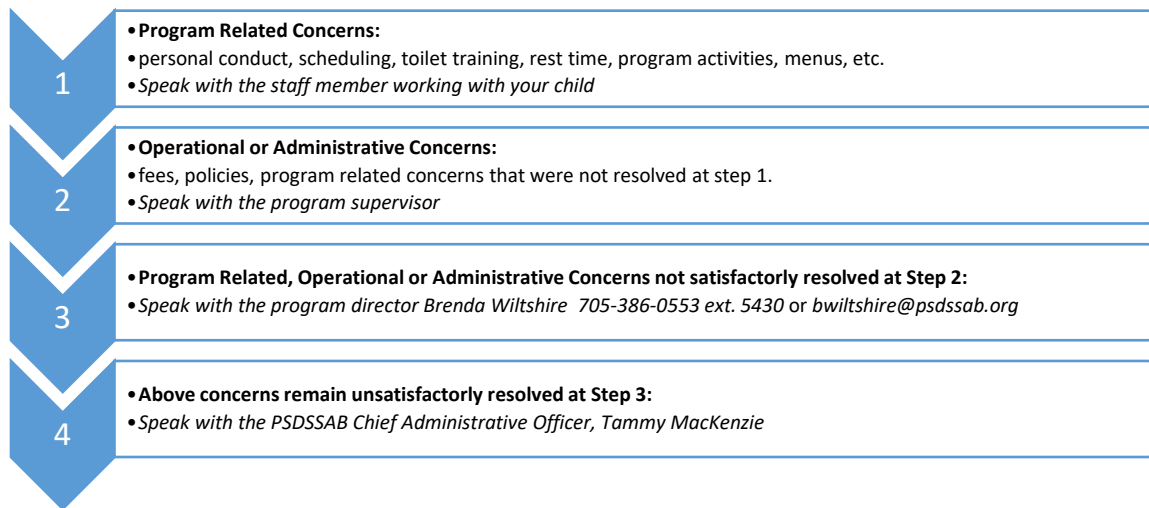 1
•Program Related Concerns:
•personal conduct, scheduling, toilet training, rest time, program activities, menus, etc.
•Speak with the staff member working with your child
2
•Operational or Administrative Concerns:
•fees, policies, program related concerns that were not resolved at step 1.
•Speak with the program supervisor
3
•Program Related, Operational or Administrative Concerns not satisfactorily resolved at Step 2:
•Speak with the program director Brenda Wiltshire 705-386-0553 ext. 5430 or bwiltshire@psdssab.org
4
•Above concerns remain unsatisfactorily resolved at Step 3:
•Speak with the PSDSSAB Chief Administrative Officer, Tammy MacKenzie